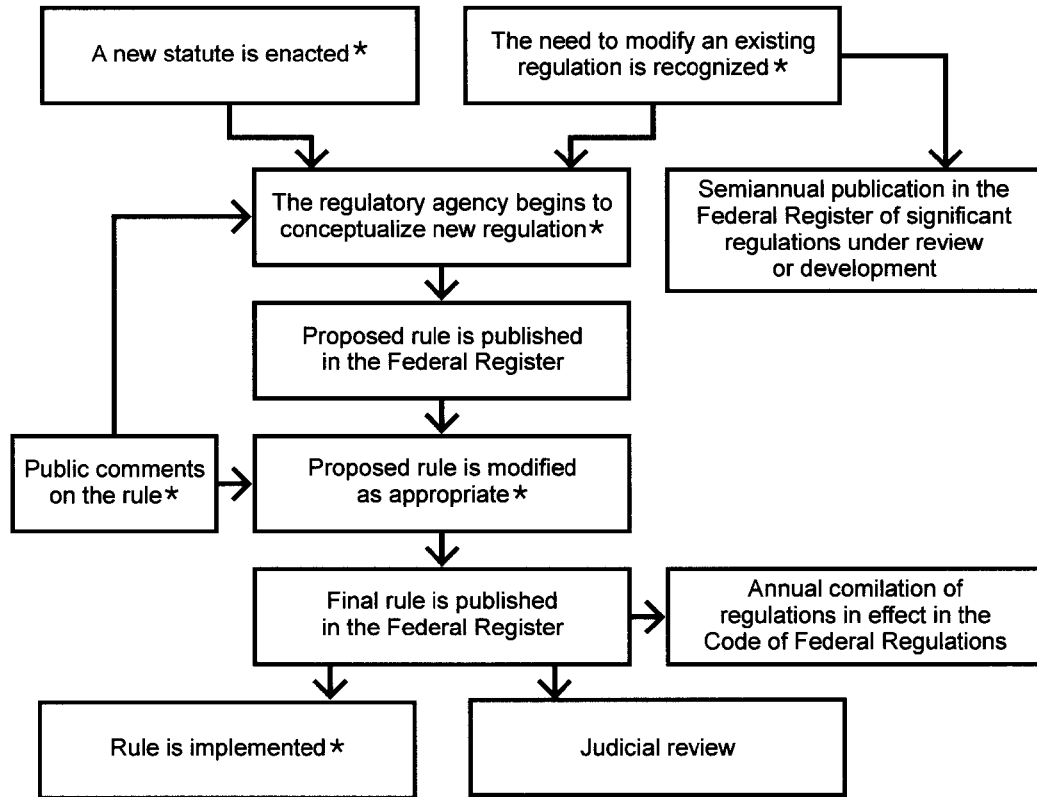 A new statute is enacted*
The need to modify an existing
regulation is recognized*
The regulatory agency begins to
conceptualize new regulation*
Semiannual publication in the
Federal Register of significant
regulations under review
or development
Proposed rule is published
in the Federal Register
Public comments
on the rule*
Proposed rule is modified
as appropriate*
Final rule is published
in the Federal Register
Annual comilation of
regulations in effect in the
Code of Federal Regulations
Rule is implemented*
Judicial review